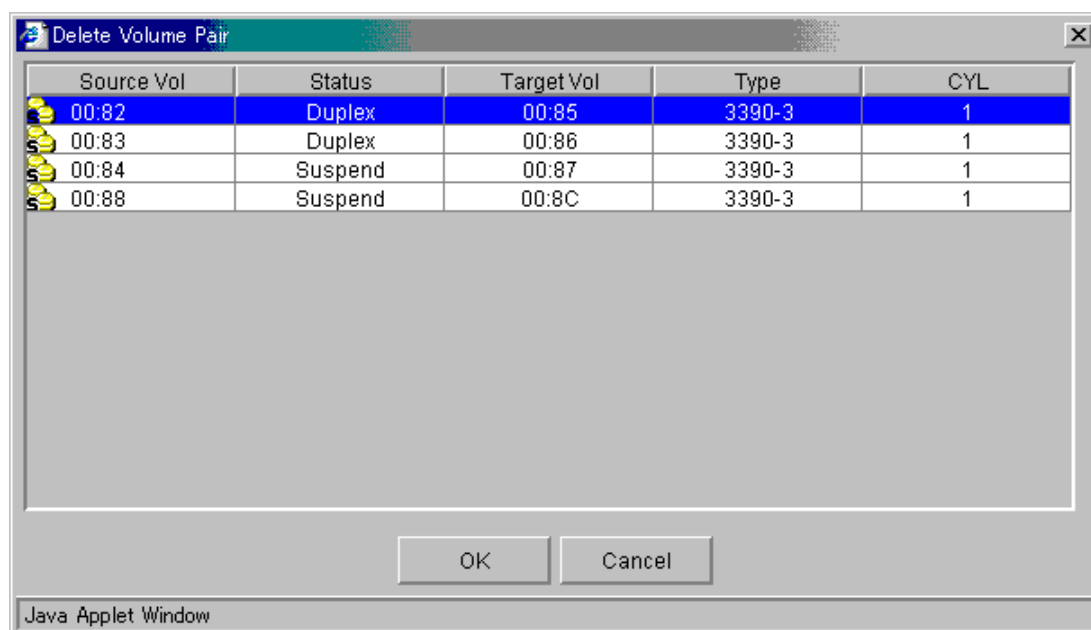 Delete Volume Pair
Source Vol Status Target Vol Type CYL
00:82 Duplex 00:85 3390-3 1
S 00:83 Duplex 00:86 3390-3 1
S 00:84 Suspend 00:87 3390-3 1
S 00:88 Suspend 00:8C 3390-3 1
OK Cancel
Java Applet Window